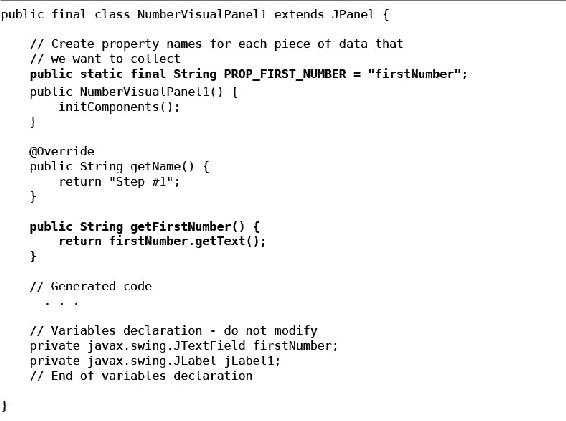 public final class NumberVisualPanel1 extends JPanel {
// Create property names for each piece of data that
// we want to collect
public static final String PROP_FIRST_NUMBER = "firstNumber";
public NumberVisualPanel1() {
initComponents();
}
@Override
public String getName() {
return "Step #1";
}
public String getFirstNumber() {
return firstNumber.getText();
}
// Generated code
. . .
// Variables declaration - do not modify
private javax.swing.JTextField firstNumber;
private javax.swing.JLabel jLabel1;
// End of variables declaration
}